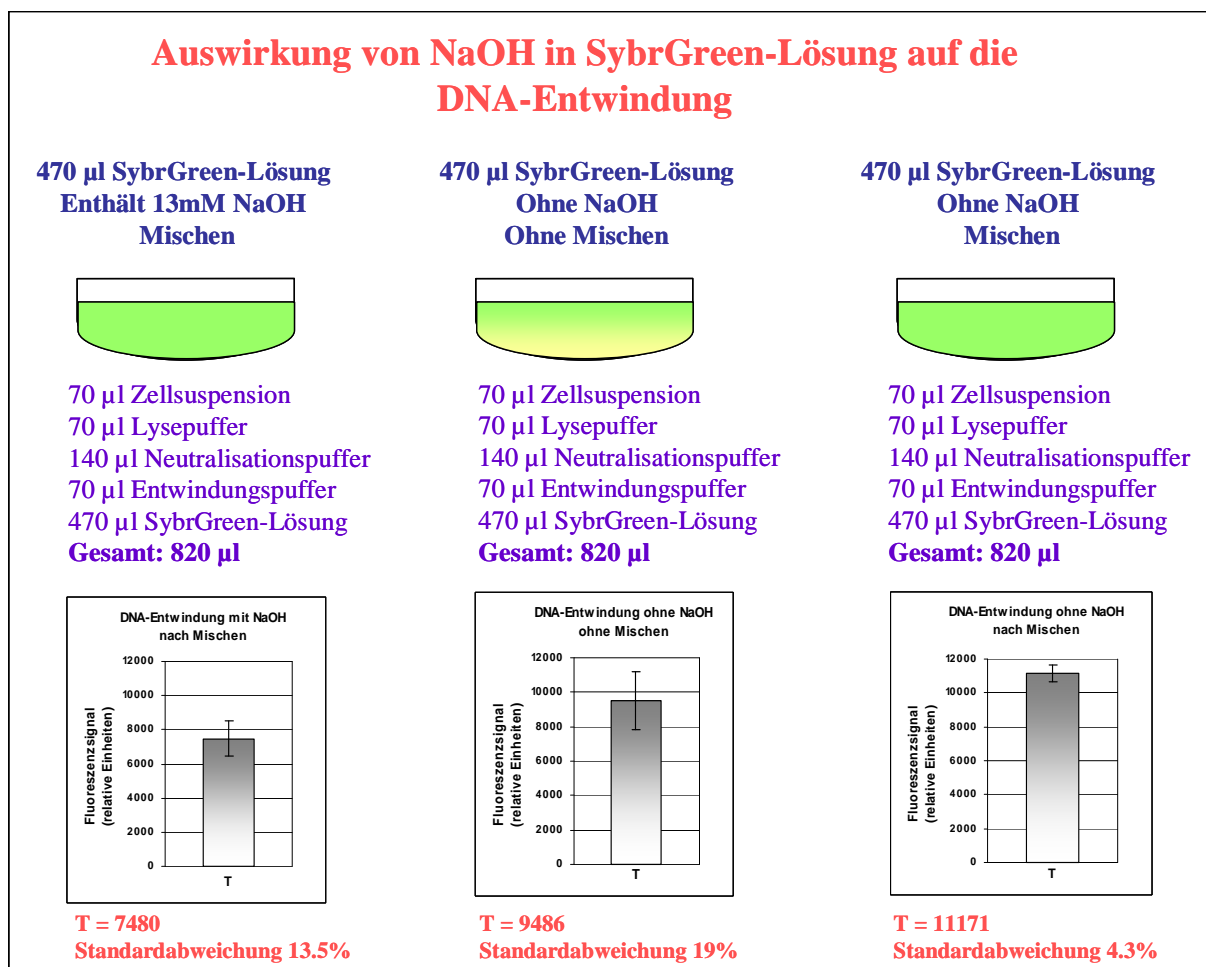 Auswirkung von NaOH in SybrGreen-Lösung auf die
DNA-Entwindung
470 µl SybrGreen-Lösung
Enthält 13mM NaOH
Mischen
70 µl Zellsuspension
70 µl Lysepuffer
140 µl Neutralisationspuffer
70 µl Entwindungspuffer
470 µl SybrGreen-Lösung
Gesamt: 820 µl
DNA-Entwindung mit NaOH
nach Mischen
12000
10000
8000
6000
4000
2000
0
Fluoreszenzsignal
(relative Einheiten)
T
T = 7480
Standardabweichung 13.5%
470 µl SybrGreen-Lösung
Ohne NaOH
Ohne Mischen
70 µl Zellsuspension
70 µl Lysepuffer
140 µl Neutralisationspuffer
70 µl Entwindungspuffer
470 µl SybrGreen-Lösung
Gesamt: 820 µl
DNA-Entwindung ohne NaOH
ohne Mischen
12000
10000
8000
6000
4000
2000
0
Fluoreszenzsignal
(relative Einheiten)
T
T = 9486
Standardabweichung 19%
470 µl SybrGreen-Lösung
Ohne NaOH
Mischen
70 µl Zellsuspension
70 µl Lysepuffer
140 µl Neutralisationspuffer
70 µl Entwindungspuffer
470 µl SybrGreen-Lösung
Gesamt: 820 µl
DNA-Entwindung ohne NaOH
nach Mischen
12000
10000
8000
6000
4000
2000
0
Fluoreszenzsignal
(relative Einheiten)
T
T = 11171
Standardabweichung 4.3%